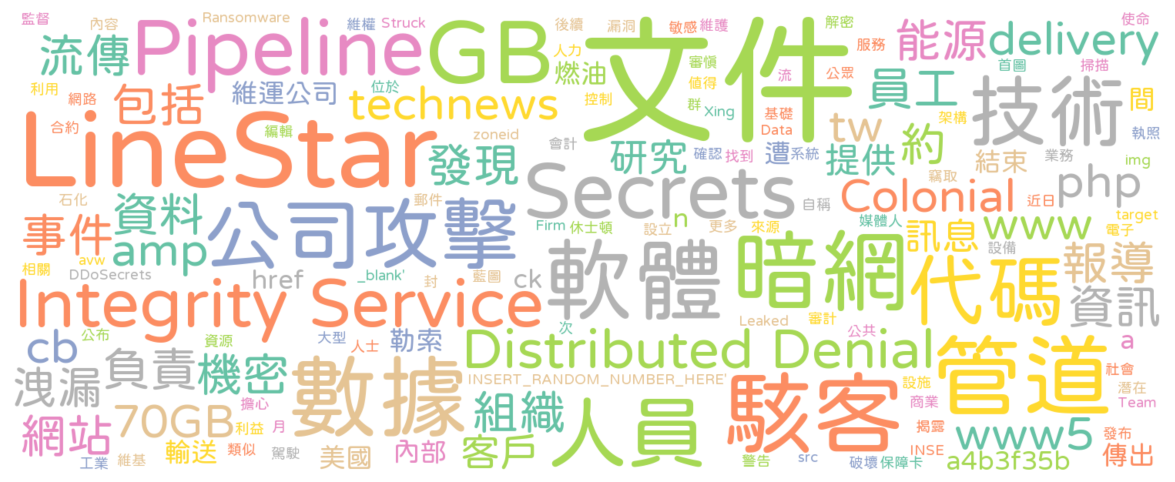 監督 內容 Ransomware 維權 Struck 後續 漏洞 敏感 維護 解密 使命
流傳 Pipeline GB 文件 能源 delivery
人力 審慎 服務 首圖 掃描
利用 網路 包括 維運公司 位於 燃油 值得 流 公眾 員工 技術 間
合約 編輯 technews 控制 群 Xing 基礎 tw 架構 執照
LineStar zoneid Data 遭 系統 約
發現 會計 研究 確認 找到 提供 結束 業務 img
石化 資料 公司攻擊 郵件 Secrets 竊取 Colonial 近日 php
事件 amp Firm 休士頓 n 設立 更多 來源 自稱 媒體人 www target
相關 avw 電子
DDoSecrets href _blank' 封 藍圖 ck 軟體 暗網 訊息 設備 代碼 報導
Integrity Service 資訊
公布 資源 大型 人士 勒索 次 Leaked 審計 公共 a
cb 負責 機密 數據 Distributed Denial 管道
洩漏 INSERT_RANDOM_NUMBER_HERE' 駭客 設施 社會
擔心 70GB 利益 月 組織 人員 商業 潛在 Team
網站 輸送 類似 美國 內部 客戶 揭露 www5 發布
工業 維基 駕駛 警告 src 破壞 保障卡 INSE a4b3f35b 傳出